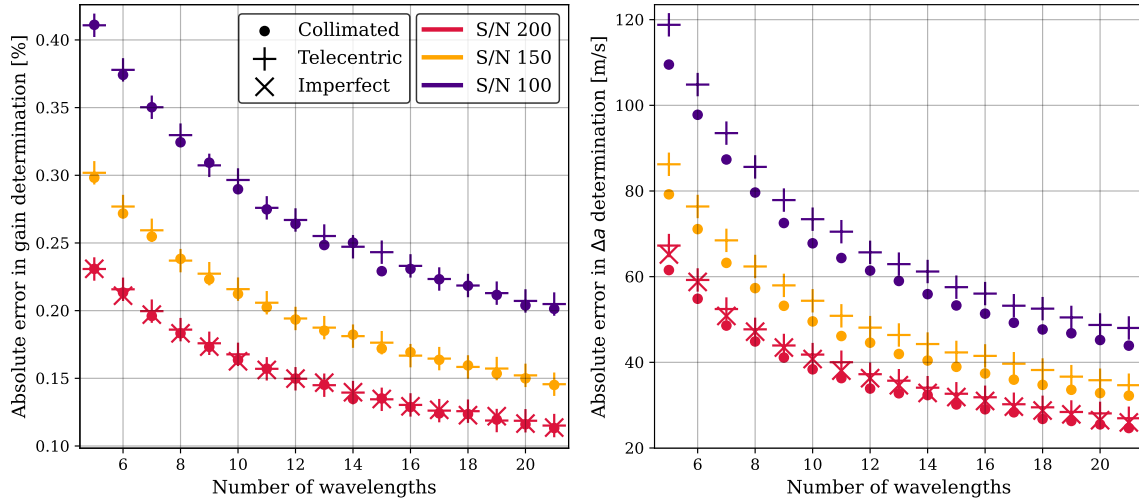 Absolute error in gain determination [%]
0.40
0.35
0.30
0.25
0.20
0.15
0.10
6 8 10 12 14 16 18 20
Number of wavelengths
Collimated
Telecentric
Imperfect
S/N 200
S/N 150
S/N 100
Absolute error in Δa determination [m/s]
120
100
80
60
40
20
6 8 10 12 14 16 18 20
Number of wavelengths